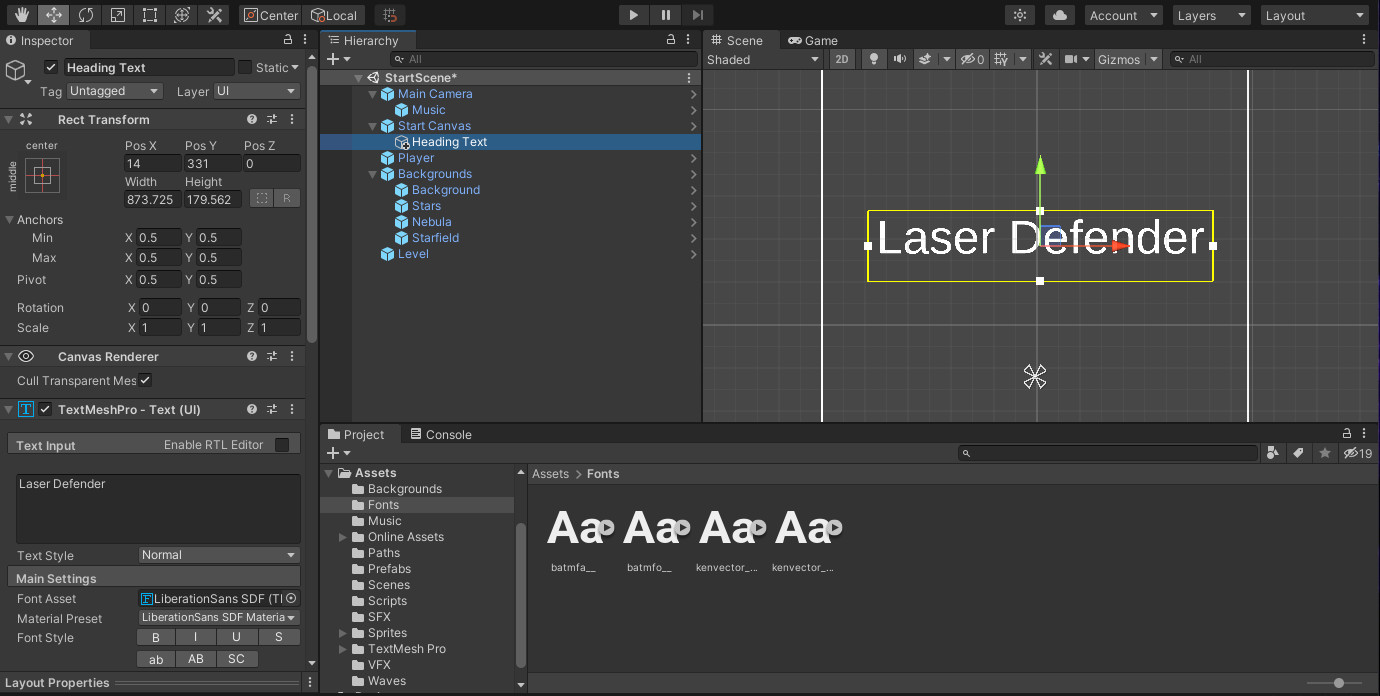 Center Local Account Layers Layout
Inspector
Heading Text Static
Tag Untagged Layer UI
Rect Transform
center Pos X Pos Y Pos Z
middle 14 331 0
Width Height
873.725 179.562 R
Anchors
Min X 0.5 Y 0.5
Max X 0.5 Y 0.5
Pivot X 0.5 Y 0.5
Rotation X 0 Y 0 Z 0
Scale X 1 Y 1 Z 1
Canvas Renderer
Cull Transparent Mes
TextMeshPro - Text (UI)
Text Input Enable RTL Editor
Laser Defender
Text Style Normal
Main Settings
Font Asset LiberationSans SDF (T
Material Preset LiberationSans SDF Materia
Font Style B I U S
ab AB SC
Layout Properties
Hierarchy
All
StartScene*
Main Camera
Music
Start Canvas
Heading Text
Player
Backgrounds
Background
Stars
Nebula
Starfield
Level
Scene Game
Shaded 2D 0 Gizmos All
Laser Defender
Project Console
19
Assets
Backgrounds
Fonts
Music
Online Assets
Paths
Prefabs
Scenes
Scripts
SFX
Sprites
TextMesh Pro
VFX
Waves
Assets > Fonts
Aa Aa Aa Aa
batmfa__ batmfo__ kenvector_... kenvector_...